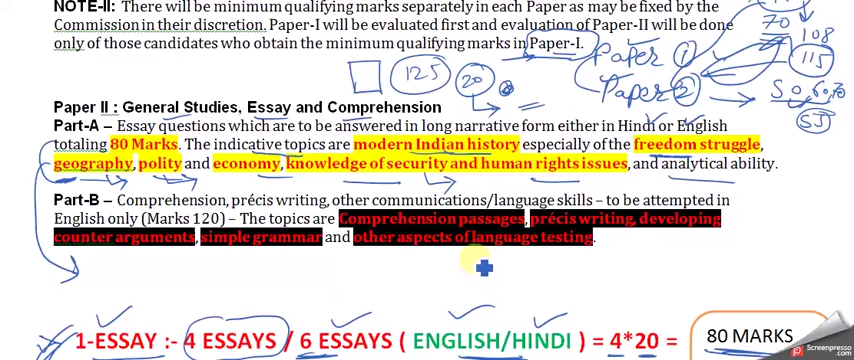 NOTE-II: There will be minimum qualifying marks separately in each Paper as may be fixed by the
Commission in their discretion. Paper-I will be evaluated first and evaluation of Paper-II will be done
only of those candidates who obtain the minimum qualifying marks in Paper-I.
70
108
115
Paper 1
125
20
Paper 2
50,60,70
55
Paper II : General Studies, Essay and Comprehension
Part-A – Essay questions which are to be answered in long narrative form either in Hindi or English
totaling 80 Marks. The indicative topics are modern Indian history especially of the freedom struggle,
geography, polity and economy, knowledge of security and human rights issues, and analytical ability.
Part-B – Comprehension, précis writing, other communications/language skills – to be attempted in
English only (Marks 120) – The topics are Comprehension passages, précis writing, developing
counter arguments, simple grammar and other aspects of language testing.
1-ESSAY :- 4 ESSAYS / 6 ESSAYS ( ENGLISH/HINDI ) = 4*20 = 80 MARKS
Screenpresso